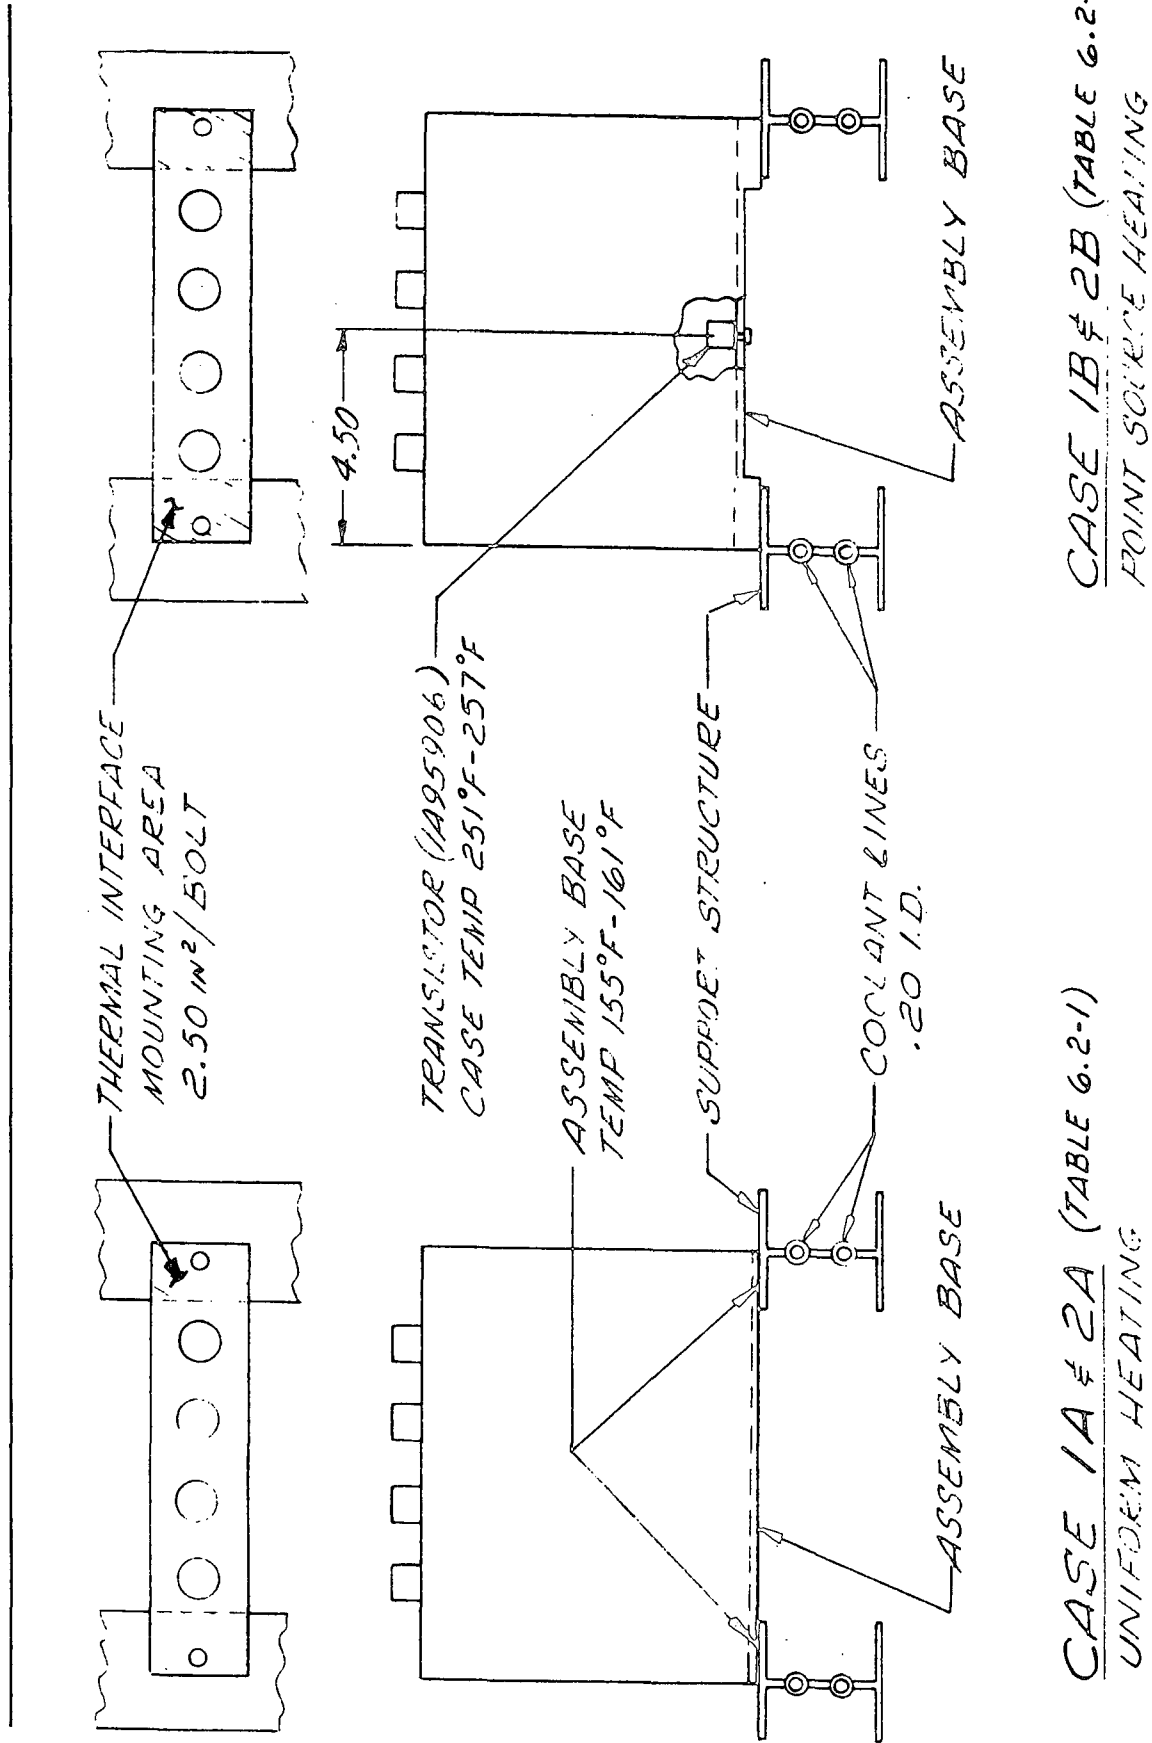 THERMAL INTERFACE
MOUNTING AREA
2.50 IN²/BOLT
4.50
TRANSISTOR (1A95906)
CASE TEMP 251°F-257°F
ASSEMBLY BASE
TEMP 155°F-161°F
SUPPORT STRUCTURE
COOLANT LINES
.20 I.D.
ASSEMBLY BASE
ASSEMBLY BASE
CASE 1A & 2A (TABLE 6.2-1)
UNIFORM HEATING
CASE 1B & 2B (TABLE 6.2-
POINT SOURCE HEATING